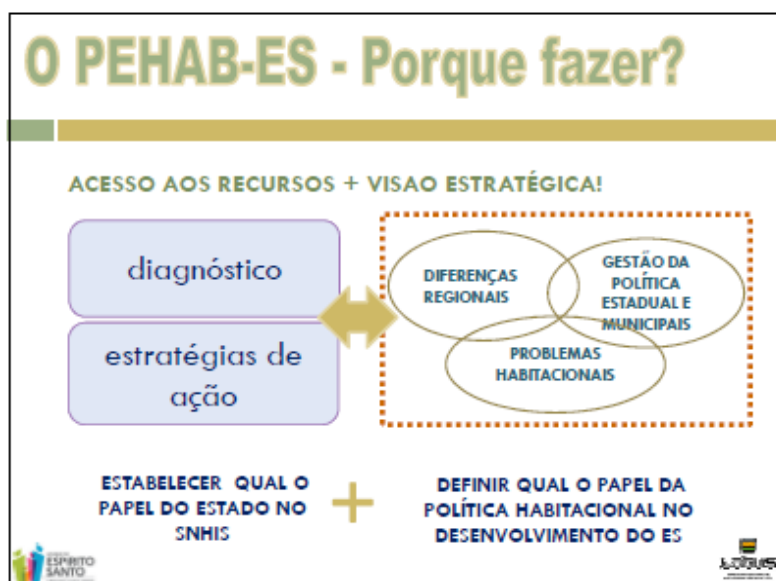 O PEHAB-ES - Porque fazer?
ACESSO AOS RECURSOS + VISAO ESTRATÉGICA!
diagnóstico
estratégias de
ação
DIFERENÇAS
REGIONAIS
GESTÃO DA
POLÍTICA
ESTADUAL E
MUNICIPAIS
PROBLEMAS
HABITACIONAIS
ESTABELECER QUAL O
PAPEL DO ESTADO NO
SNHIS
+
DEFINIR QUAL O PAPEL DA
POLÍTICA HABITACIONAL NO
DESENVOLVIMENTO DO ES
ESPIRITO
SANTO